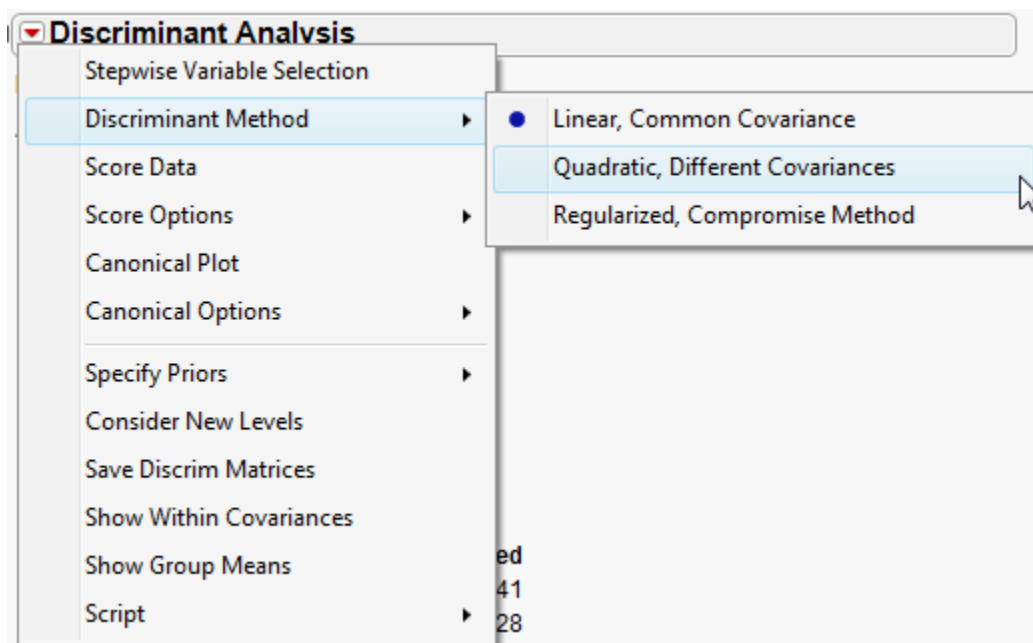 Discriminant Analysis
Stepwise Variable Selection
Discriminant Method
Linear, Common Covariance
Quadratic, Different Covariances
Regularized, Compromise Method
Score Data
Score Options
Canonical Plot
Canonical Options
Specify Priors
Consider New Levels
Save Discrim Matrices
Show Within Covariances
Show Group Means
Script
ed
41
28